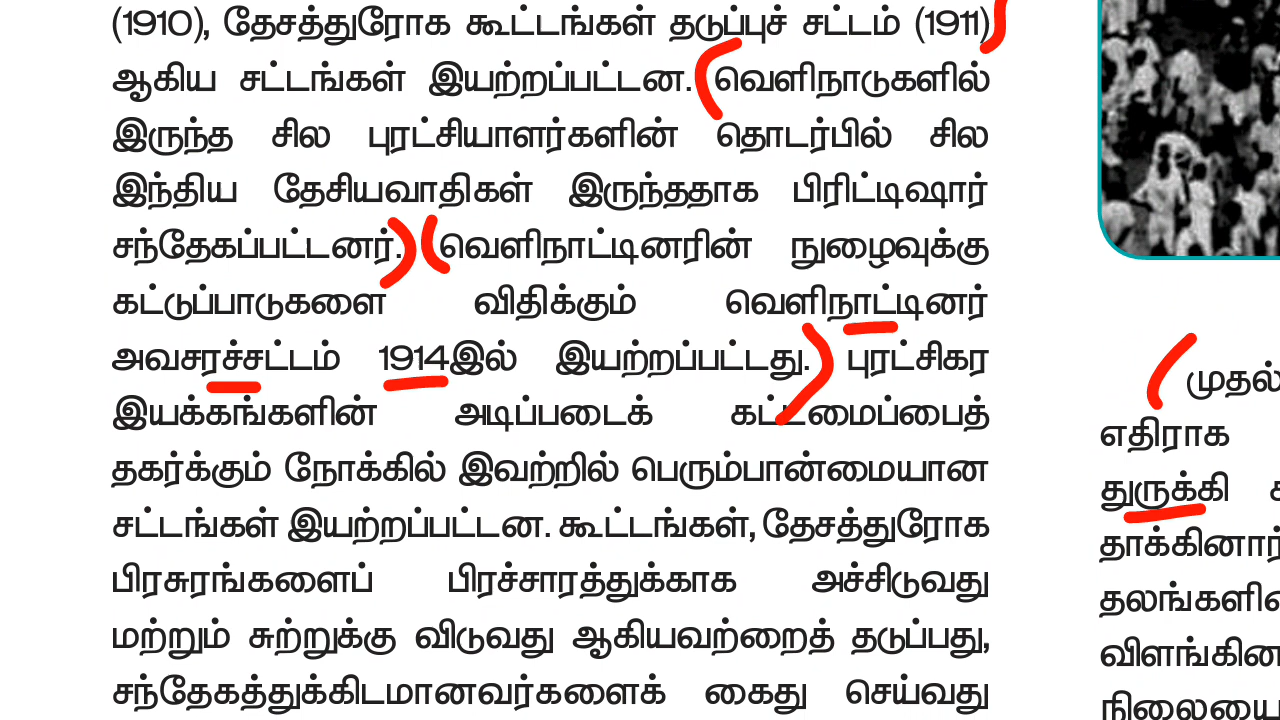 (1910), தேசத்துரோக கூட்டங்கள் தடுப்புச் சட்டம் (1911)
ஆகிய சட்டங்கள் இயற்றப்பட்டன. வெளிநாடுகளில்
இருந்த சில புரட்சியாளர்களின் தொடர்பில் சில
இந்திய தேசியவாதிகள் இருந்ததாக பிரிட்டிஷார்
சந்தேகப்பட்டனர். வெளிநாட்டினரின் நுழைவுக்கு
கட்டுப்பாடுகளை விதிக்கும் வெளிநாட்டினர்
அவசரச்சட்டம் 1914இல் இயற்றப்பட்டது. புரட்சிகர
இயக்கங்களின் அடிப்படைக் கட்டமைப்பைத்
தகர்க்கும் நோக்கில் இவற்றில் பெரும்பான்மையான
சட்டங்கள் இயற்றப்பட்டன. கூட்டங்கள், தேசத்துரோக
பிரசுரங்களைப் பிரச்சாரத்துக்காக அச்சிடுவது
மற்றும் சுற்றுக்கு விடுவது ஆகியவற்றைத் தடுப்பது,
சந்தேகத்துக்கிடமானவர்களைக் கைது செய்வது
முதல்
எதிராக
துருக்கி
தாக்கினார்